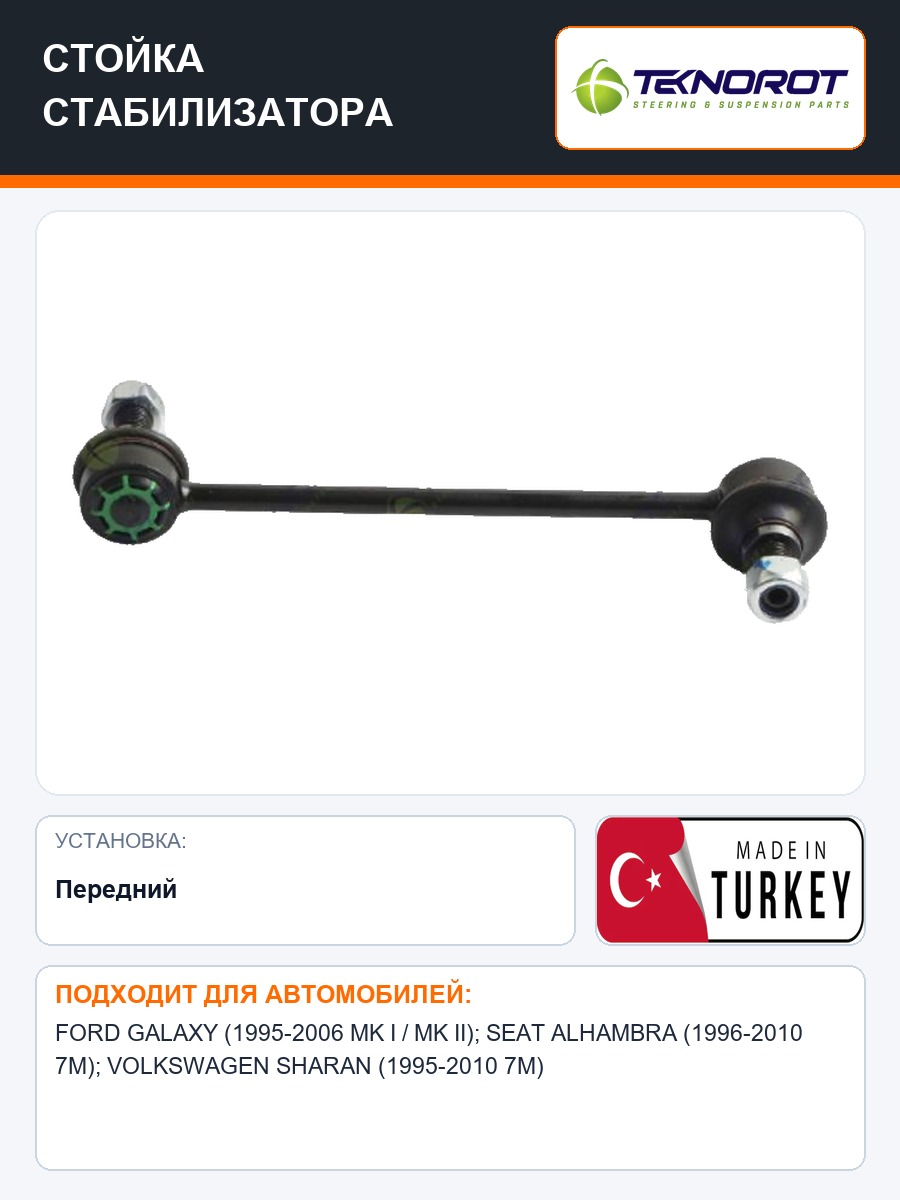 СТОЙКА
СТАБИЛИЗАТОРА
TEKNOROT
STEERING & SUSPENSION PARTS
УСТАНОВКА:
Передний
MADE IN
TURKEY
ПОДХОДИТ ДЛЯ АВТОМОБИЛЕЙ:
FORD GALAXY (1995-2006 MK I / MK II); SEAT ALHAMBRA (1996-2010
7M); VOLKSWAGEN SHARAN (1995-2010 7M)